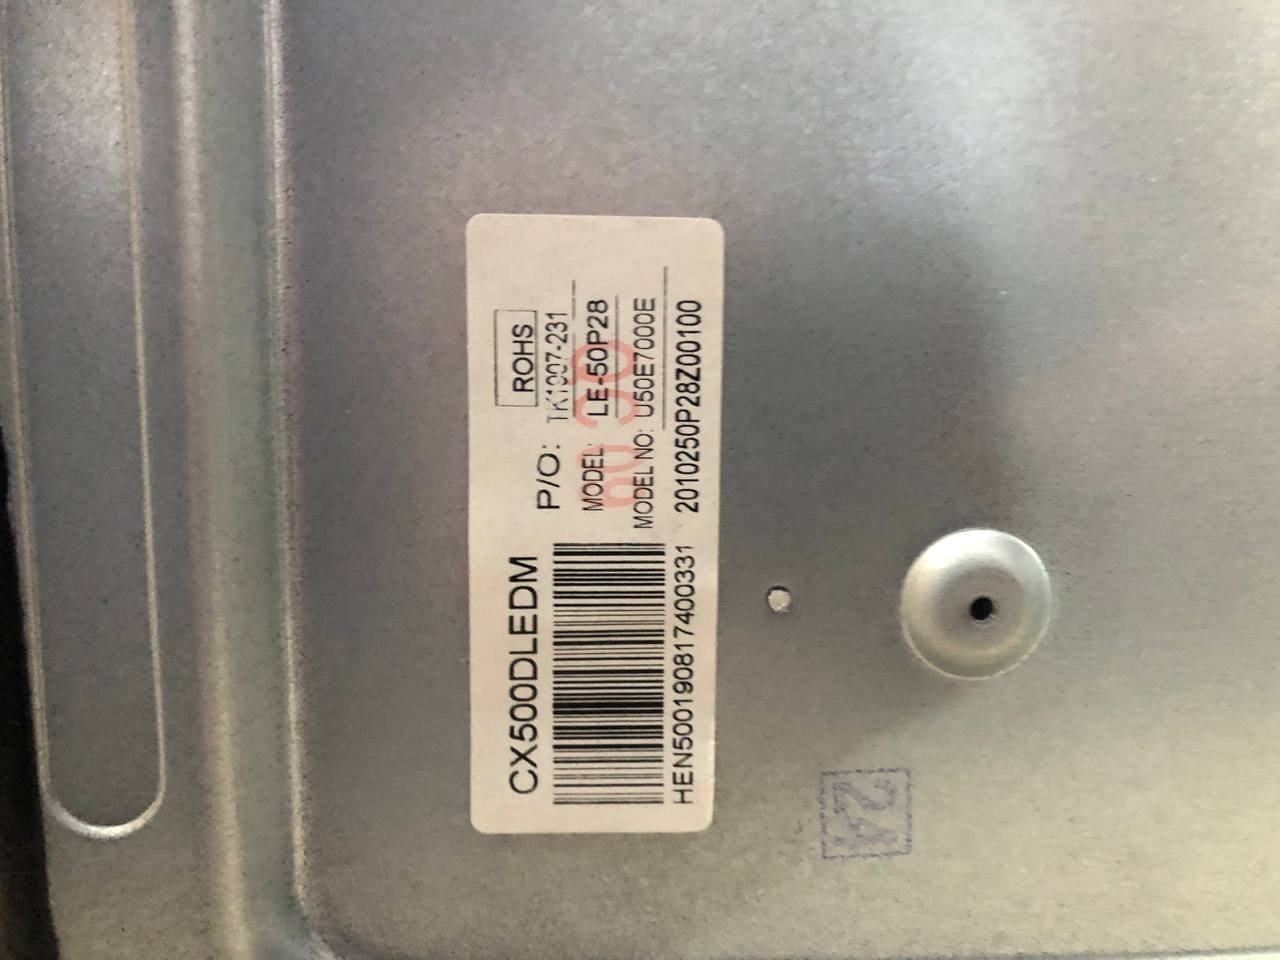 CX500DLEDM
ROHS
P/O: TK1907-231
MODEL: LE-50P28
MODEL NO: U50E7000E
HEN500190817400331 2010250P28Z00100
24